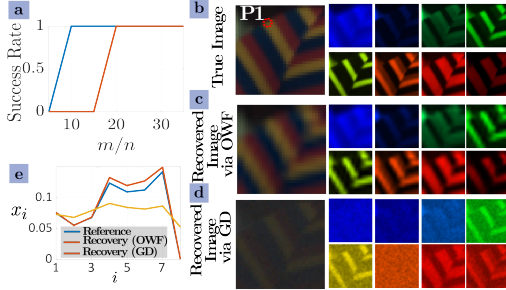 a
Success Rate
1
0.5
0
10
20
30
m/n
b
P1
True Image
c
Recovered
Image
via OWF
d
Recovered
Image
via GD
e
0.1
0.05
0
x_i
Reference
Recovery (OWF)
Recovery (GD)
1
3
5
7
i